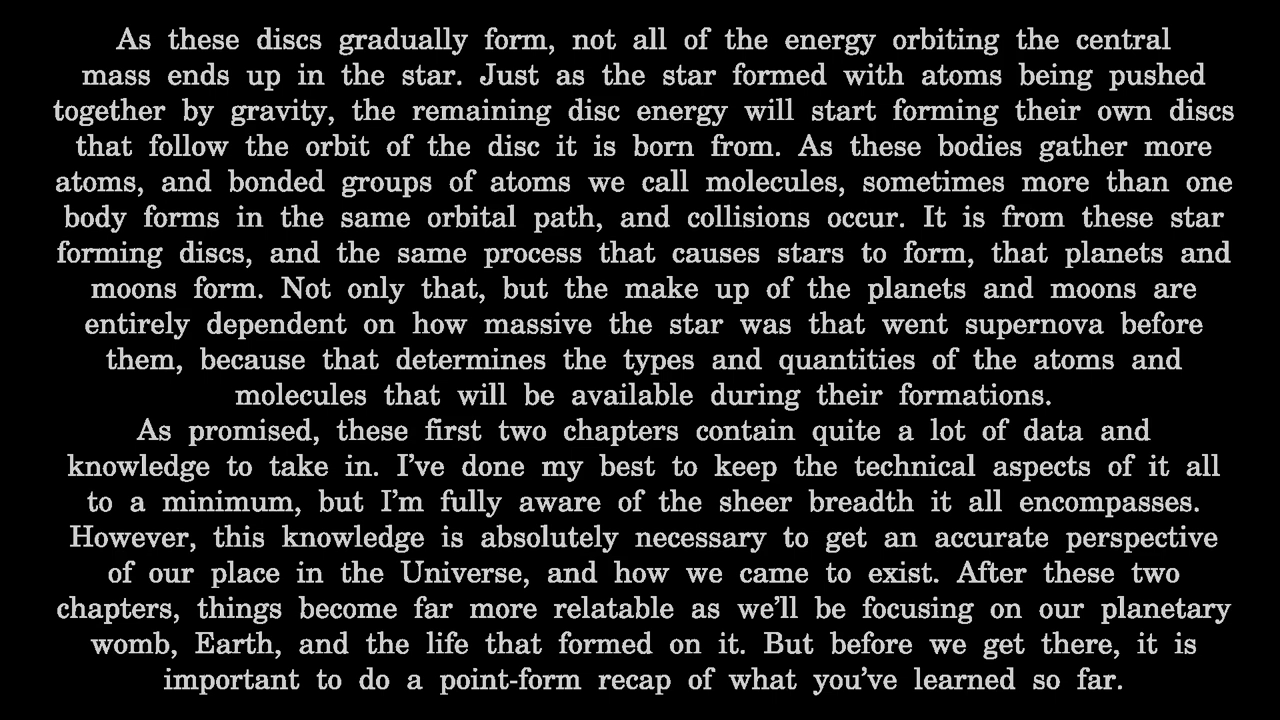 As these discs gradually form, not all of the energy orbiting the central
mass ends up in the star. Just as the star formed with atoms being pushed
together by gravity, the remaining disc energy will start forming their own discs
that follow the orbit of the disc it is born from. As these bodies gather more
atoms, and bonded groups of atoms we call molecules, sometimes more than one
body forms in the same orbital path, and collisions occur. It is from these star
forming discs, and the same process that causes stars to form, that planets and
moons form. Not only that, but the make up of the planets and moons are
entirely dependent on how massive the star was that went supernova before
them, because that determines the types and quantities of the atoms and
molecules that will be available during their formations.
As promised, these first two chapters contain quite a lot of data and
knowledge to take in. I’ve done my best to keep the technical aspects of it all
to a minimum, but I’m fully aware of the sheer breadth it all encompasses.
However, this knowledge is absolutely necessary to get an accurate perspective
of our place in the Universe, and how we came to exist. After these two
chapters, things become far more relatable as we’ll be focusing on our planetary
womb, Earth, and the life that formed on it. But before we get there, it is
important to do a point-form recap of what you’ve learned so far.